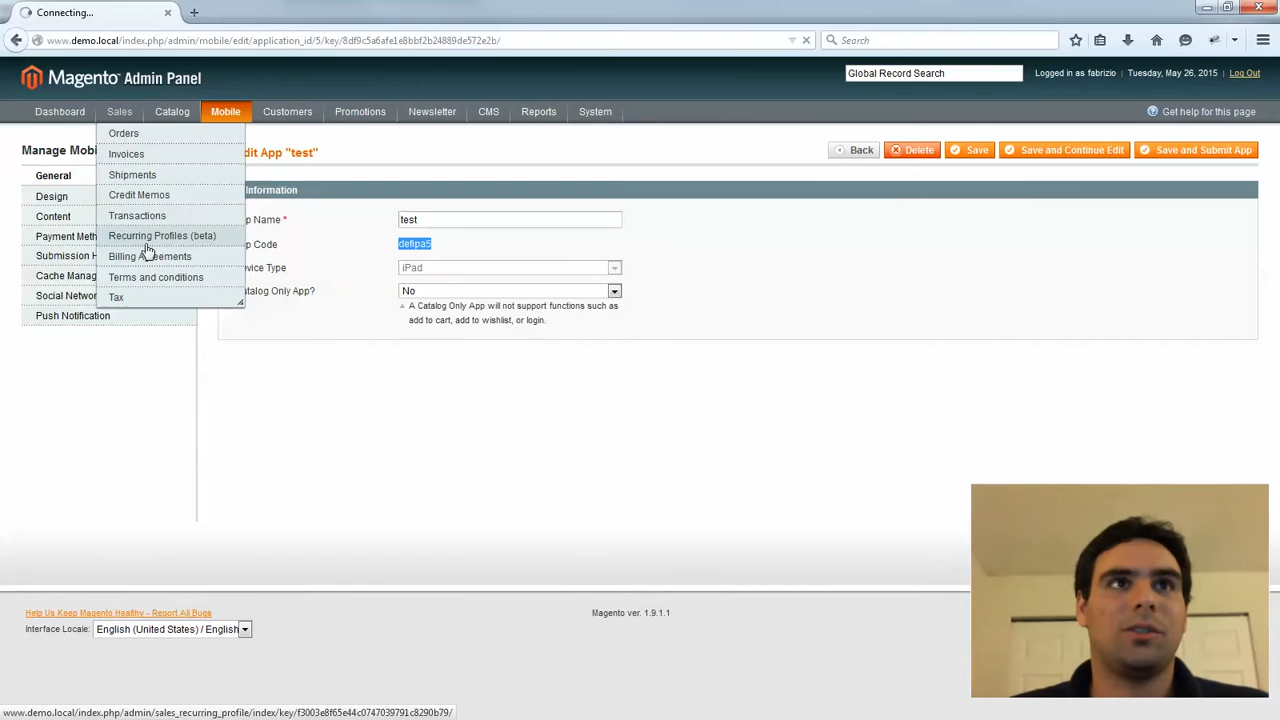 Connecting...
www.demo.local/index.php/admin/mobile/edit/application_id/5/key/8df9c5a6afe1e8bbf2b24889de572e2b/
Search
Magento Admin Panel
Global Record Search
Logged in as fabrizio
Tuesday, May 26, 2015
Log Out
Dashboard
Sales
Catalog
Mobile
Customers
Promotions
Newsletter
CMS
Reports
System
Get help for this page
Orders
Invoices
Shipments
Credit Memos
Transactions
Recurring Profiles (beta)
Billing Agreements
Terms and conditions
Tax
Manage Mobi
General
Design
Content
Payment Meth
Submission H
Cache Manag
Social Networ
Push Notification
dit App "test"
Back
Delete
Save
Save and Continue Edit
Save and Submit App
Information
p Name *
test
p Code
defipa5
evice Type
iPad
atalog Only App?
No
A Catalog Only App will not support functions such as
add to cart, add to wishlist, or login.
Help Us Keep Magento Healthy - Report All Bugs
Magento ver. 1.9.1.1
Interface Locale:
English (United States) / English
www.demo.local/index.php/admin/sales_recurring_profile/index/key/f3003e8f65e44c0747039791c8290b79/